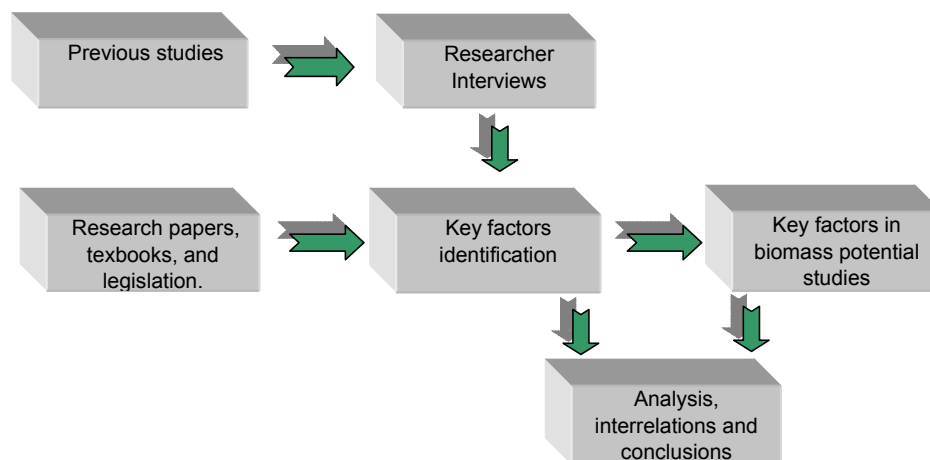 Previous studies
Researcher
Interviews
Research papers,
texbooks, and
legislation.
Key factors
identification
Key factors in
biomass potential
studies
Analysis,
interrelations and
conclusions